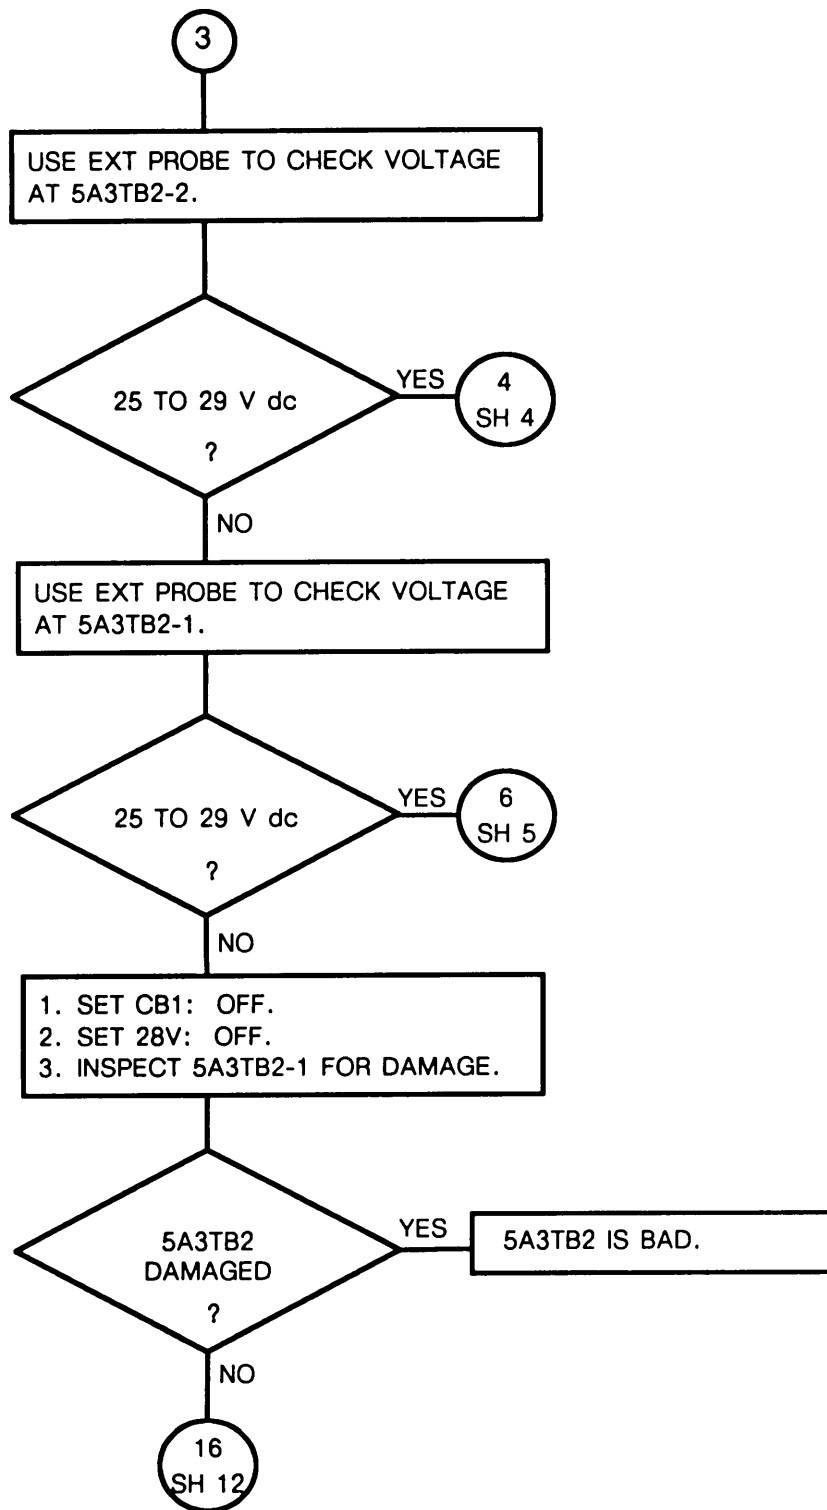 3
USE EXT PROBE TO CHECK VOLTAGE
AT 5A3TB2-2.
25 TO 29 V dc
?
YES
4
SH 4
NO
USE EXT PROBE TO CHECK VOLTAGE
AT 5A3TB2-1.
25 TO 29 V dc
?
YES
6
SH 5
NO
1. SET CB1: OFF.
2. SET 28V: OFF.
3. INSPECT 5A3TB2-1 FOR DAMAGE.
5A3TB2
DAMAGED
?
YES
5A3TB2 IS BAD.
NO
16
SH 12